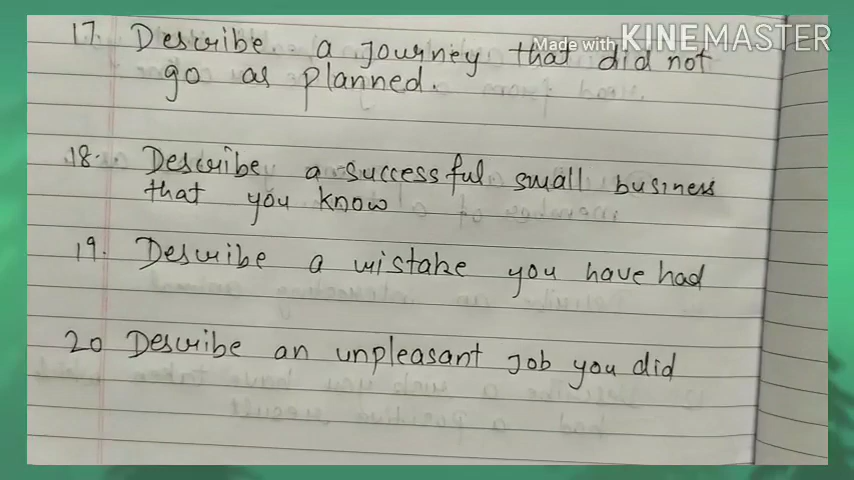 Made with KINEMASTER
17. Describe a Journey that did not
go as planned.
18. Describe a successful small business
that you know
19. Describe a mistake you have had
20 Describe an unpleasant Job you did